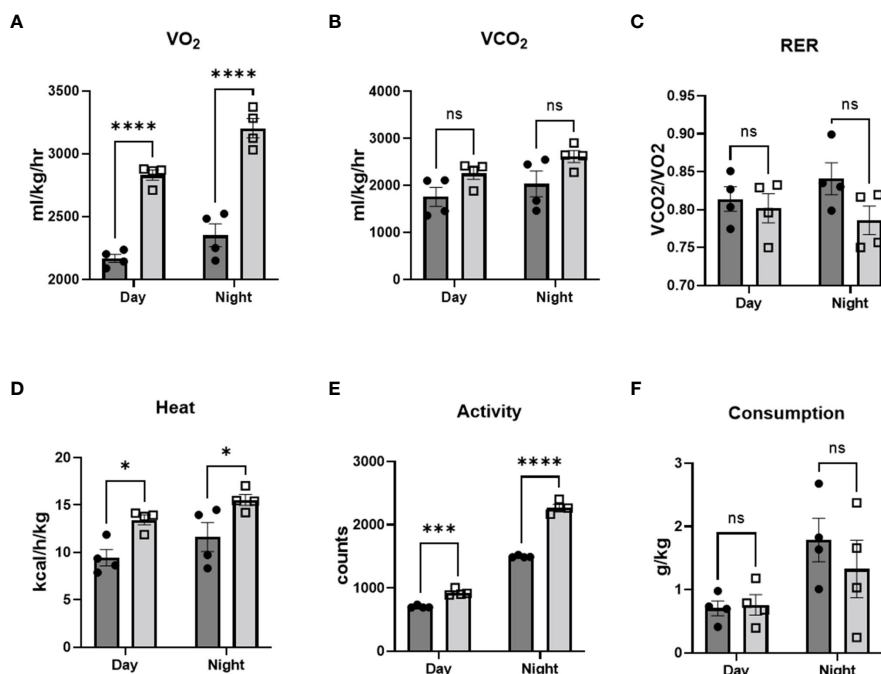 A
VO2
ml/kg/hr
3500
3000
2500
2000
****
****
Day
Night
B
VCO2
ml/kg/hr
4000
3000
2000
1000
0
ns
ns
Day
Night
C
RER
VCO2/VO2
0.95
0.90
0.85
0.80
0.75
0.70
ns
ns
Day
Night
D
Heat
kcal/h/kg
20
15
10
5
0
*
*
Day
Night
E
Activity
counts
3000
2000
1000
0
***
****
Day
Night
F
Consumption
g/kg
3
2
1
0
ns
ns
Day
Night